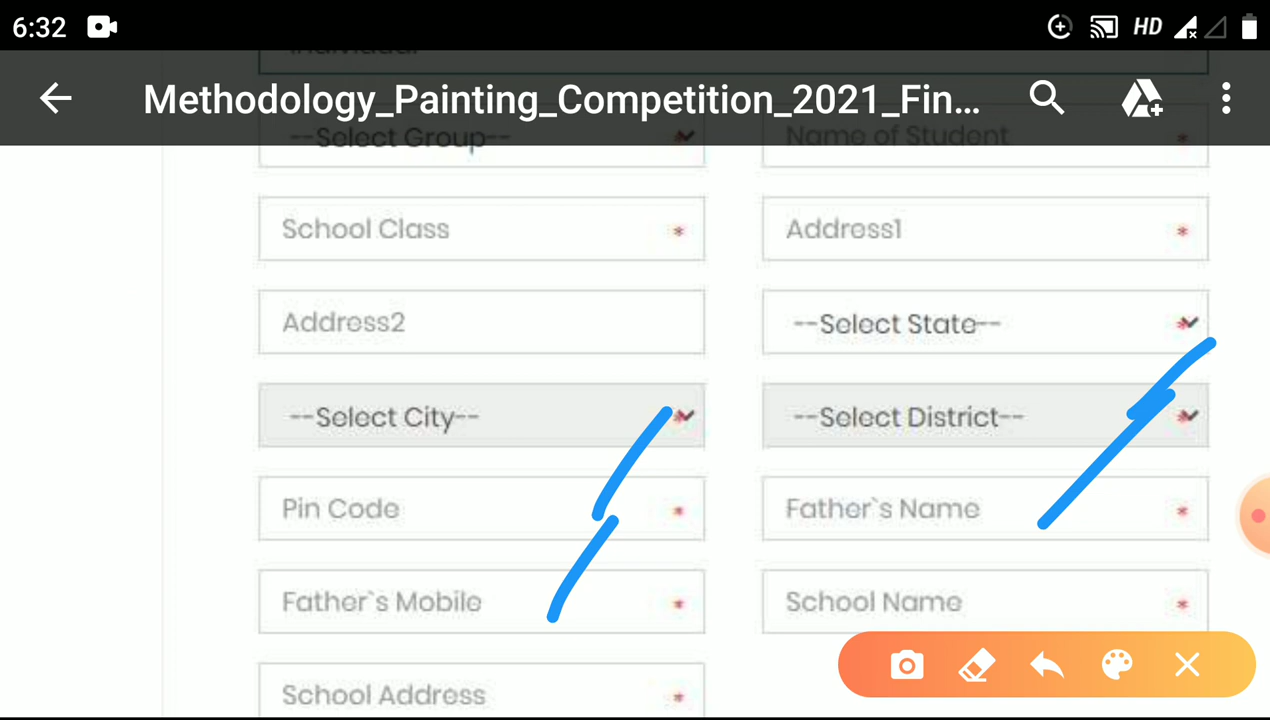 6:32 HD
Individual
Methodology_Painting_Competition_2021_Fin...
--Select Group-- * Name of Student *
School Class * Address1 *
Address2 --Select State-- *
--Select City-- * --Select District-- *
Pin Code * Father`s Name *
Father`s Mobile * School Name *
School Address *